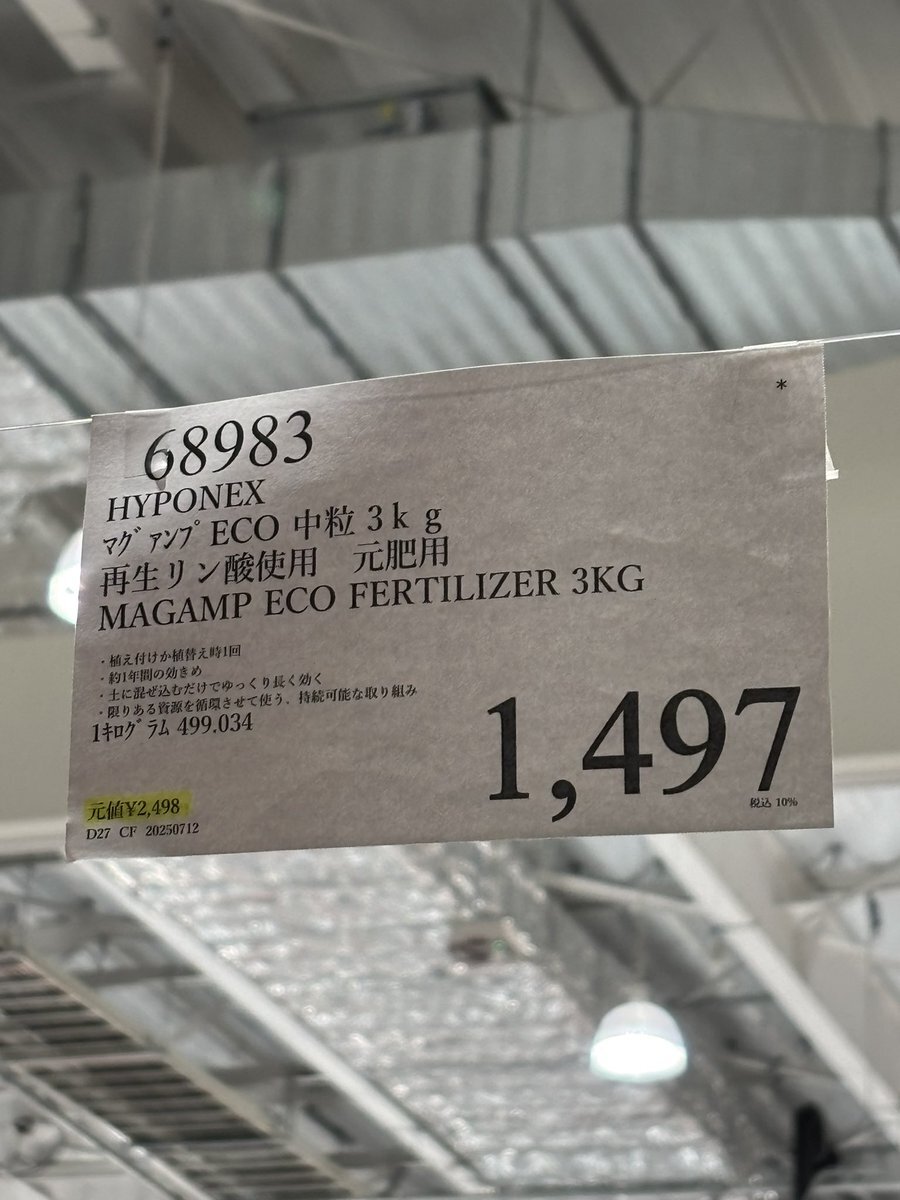 *
68983
HYPONEX
マグァンプ ECO 中粒 3kg
再生リン酸使用 元肥用
MAGAMP ECO FERTILIZER 3KG
・植え付けか植替え時1回
・約1年間の効きめ
・土に混ぜ込むだけでゆっくり長く効く
・限りある資源を循環させて使う、持続可能な取り組み
1キログラム 499.034
1,497
税込 10%
元値¥2,498
D27 CF 20250712